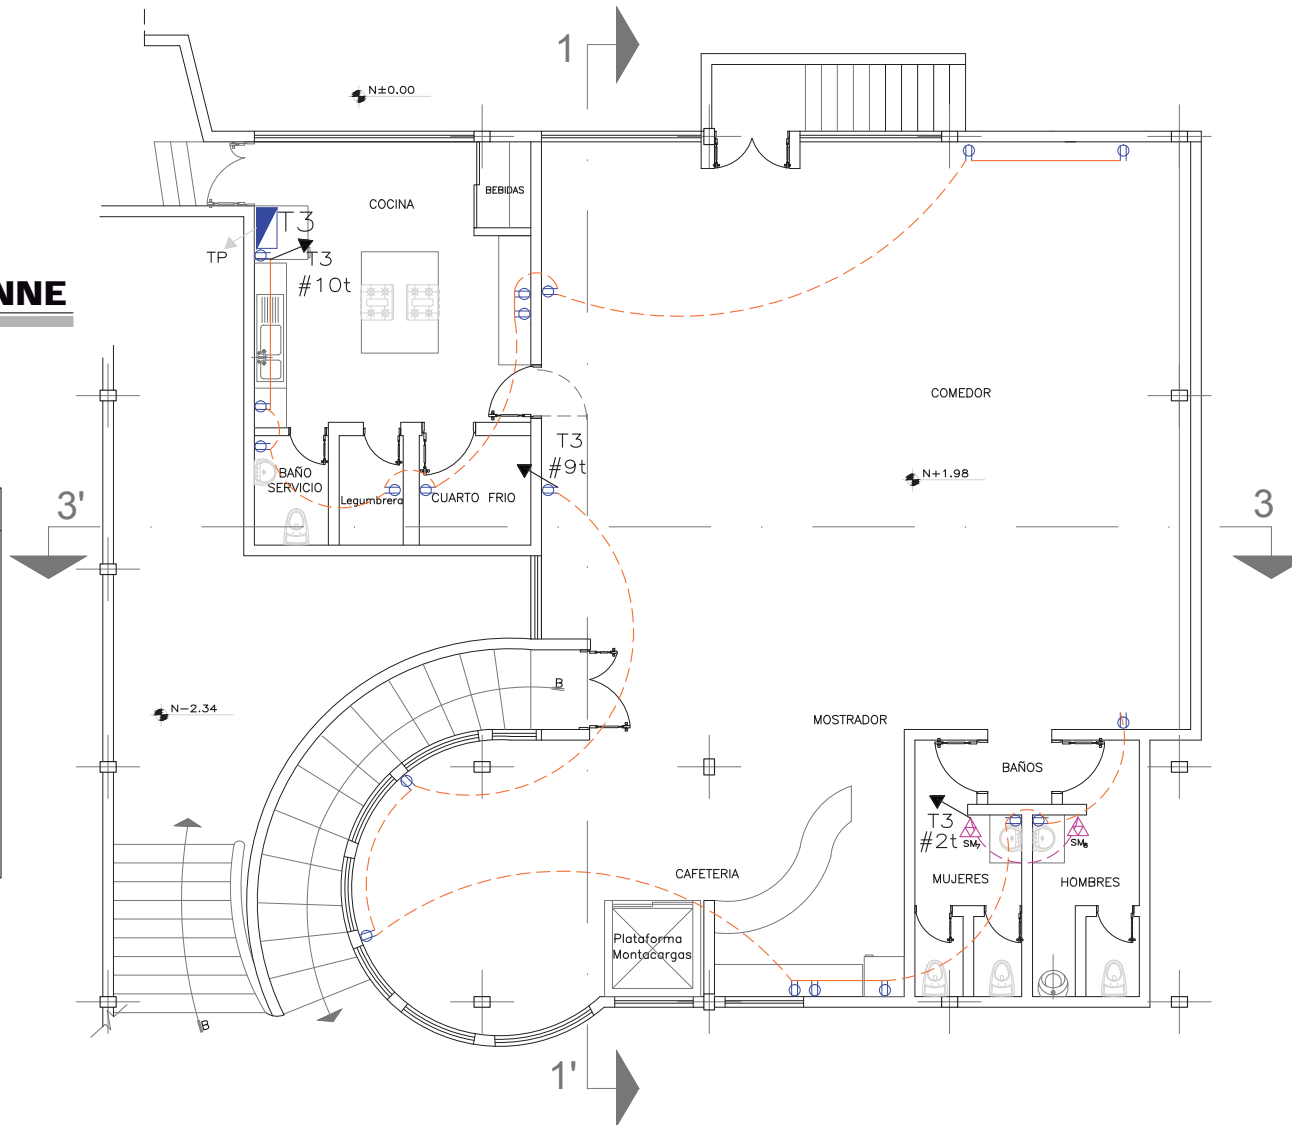 1
N±0.00
BEBIDAS
COCINA
T3
TP
T3
#10t
NNE
COMEDOR
T3
#9t
N+1.98
BAÑO
SERVICIO
Legumbrera
CUARTO FRIO
3'
3
B
N-2.34
MOSTRADOR
BAÑOS
T3
#2t
SM7
SM8
CAFETERIA
MUJERES
HOMBRES
Plataforma
Montacargas
B
1'